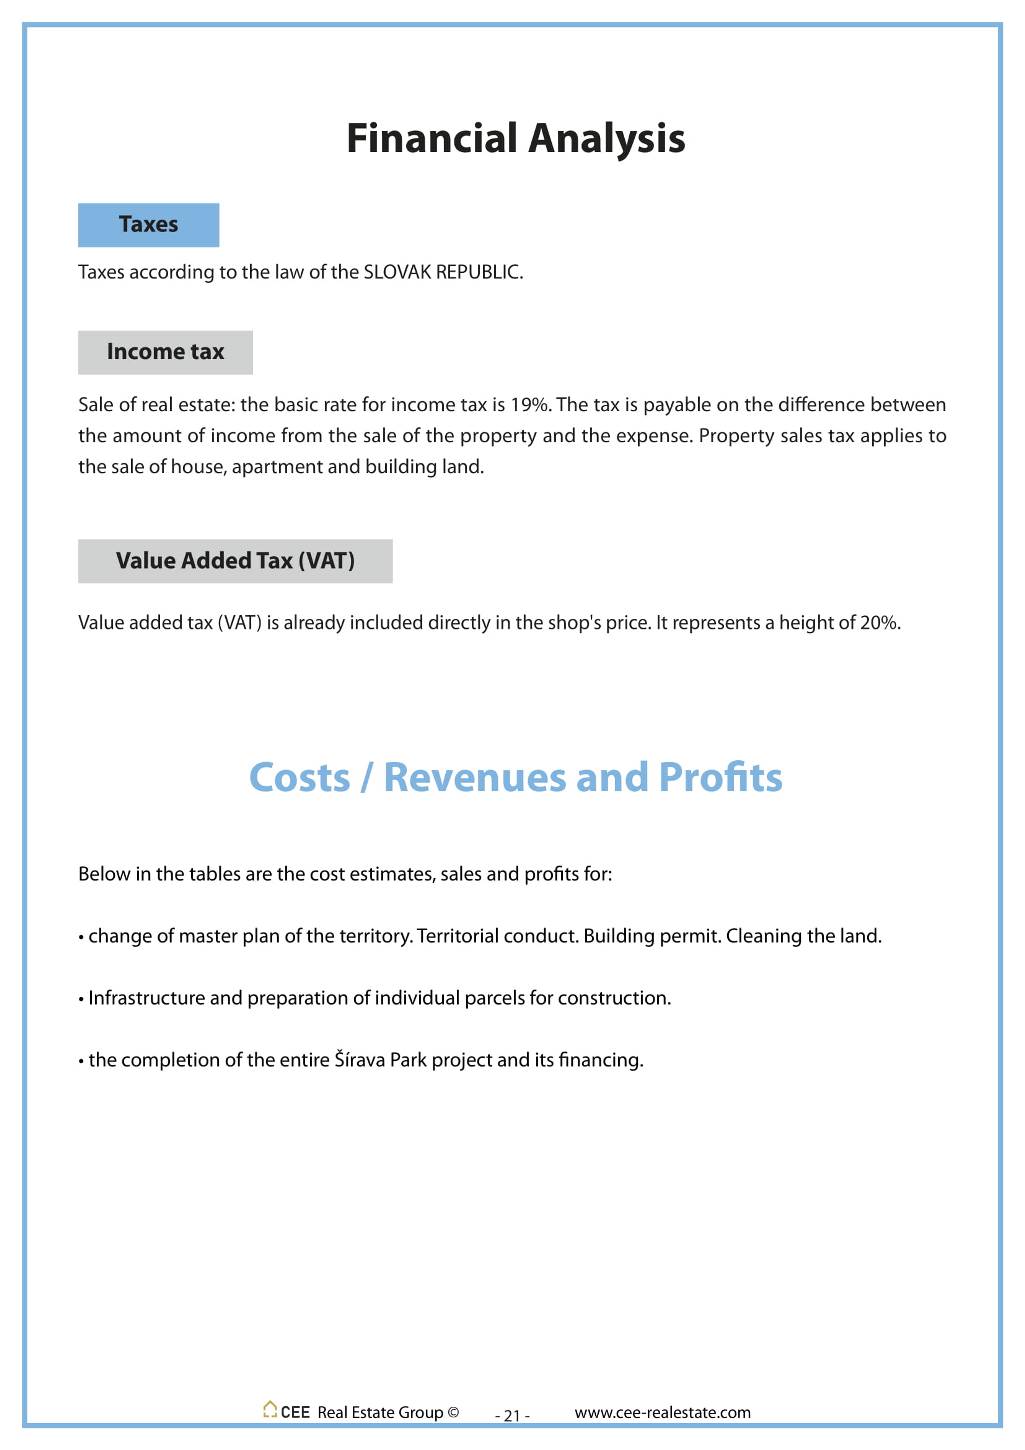 Financial Analysis
Taxes
Taxes according to the law of the SLOVAK REPUBLIC.
Income tax
Sale of real estate: the basic rate for income tax is 19%. The tax is payable on the difference between
the amount of income from the sale of the property and the expense. Property sales tax applies to
the sale of house, apartment and building land.
Value Added Tax (VAT)
Value added tax (VAT) is already included directly in the shop's price. It represents a height of 20%.
Costs / Revenues and Profits
Below in the tables are the cost estimates, sales and profits for:
• change of master plan of the territory. Territorial conduct. Building permit. Cleaning the land.
• Infrastructure and preparation of individual parcels for construction.
• the completion of the entire Šírava Park project and its financing.
CEE Real Estate Group © - 21 - www.cee-realestate.com